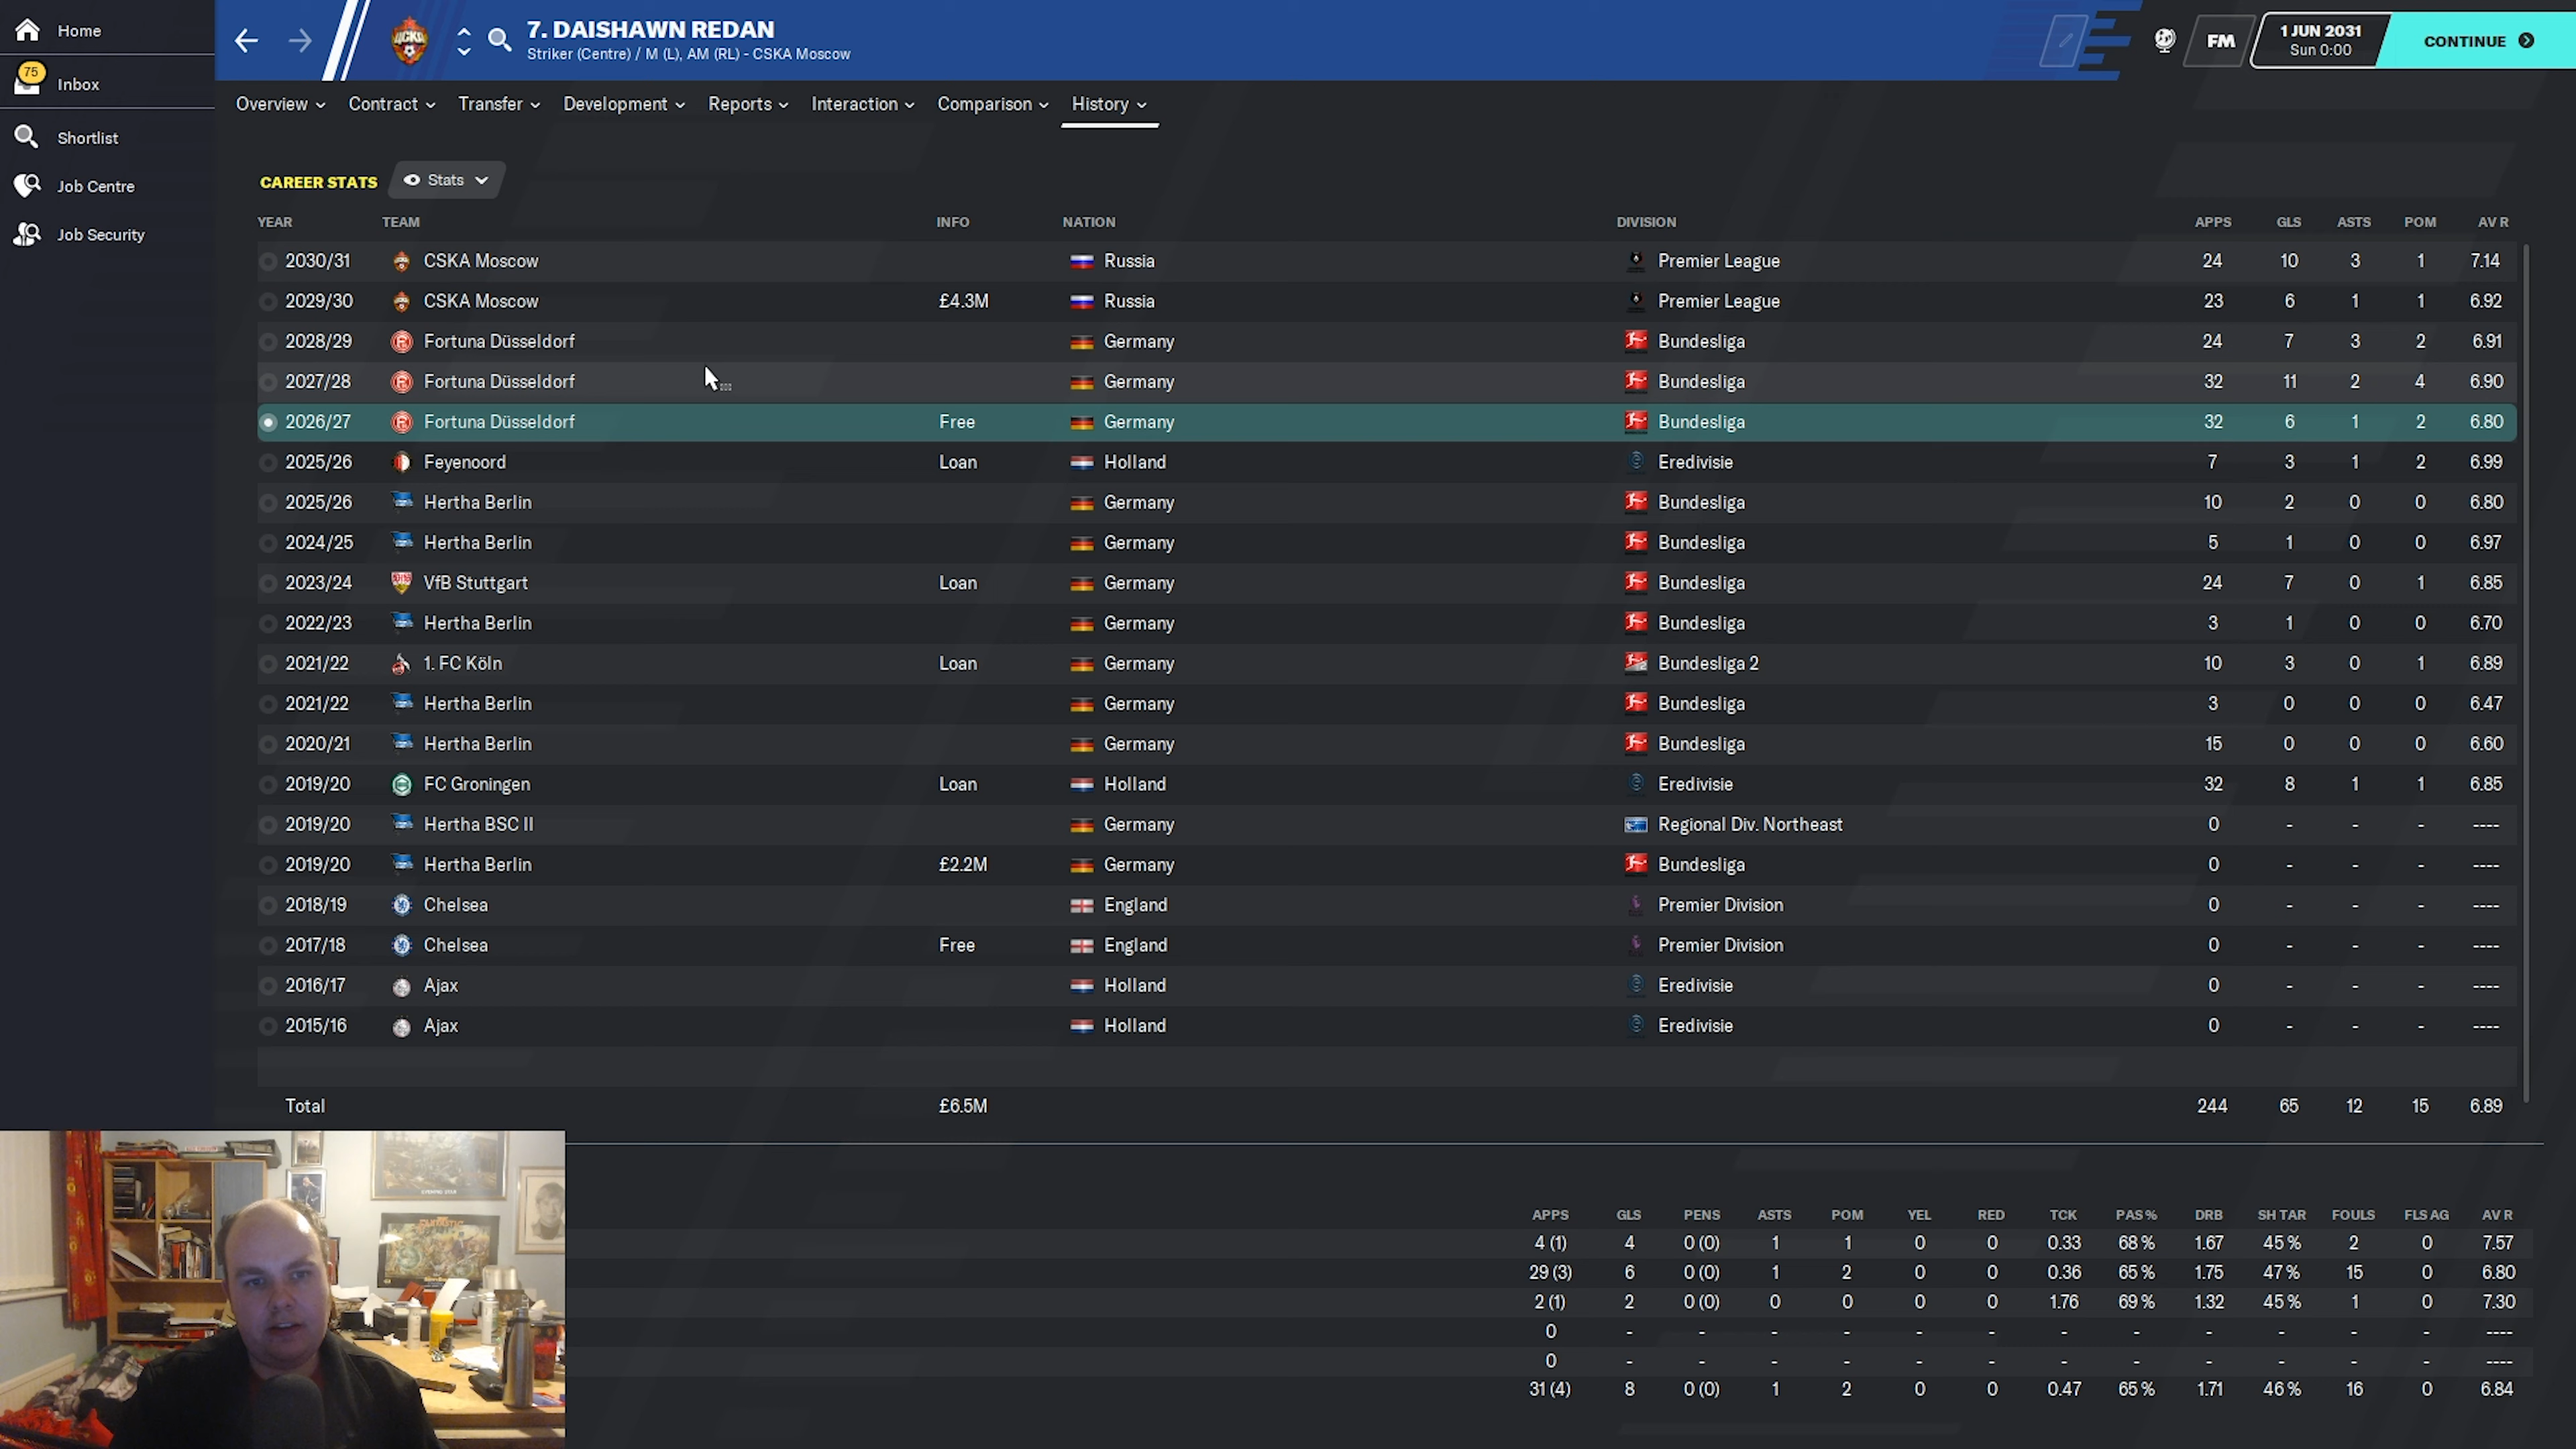 Home
75
Inbox
Shortlist
Job Centre
Job Security
7. DAISHAWN REDAN
Striker (Centre) / M (L), AM (RL) - CSKA Moscow
FM
1 JUN 2031
Sun 0:00
CONTINUE
Overview Contract Transfer Development Reports Interaction Comparison History
CAREER STATS Stats
YEAR TEAM INFO NATION DIVISION APPS GLS ASTS POM AV R
2030/31 CSKA Moscow Russia Premier League 24 10 3 1 7.14
2029/30 CSKA Moscow £4.3M Russia Premier League 23 6 1 1 6.92
2028/29 Fortuna Düsseldorf Germany Bundesliga 24 7 3 2 6.91
2027/28 Fortuna Düsseldorf Germany Bundesliga 32 11 2 4 6.90
2026/27 Fortuna Düsseldorf Free Germany Bundesliga 32 6 1 2 6.80
2025/26 Feyenoord Loan Holland Eredivisie 7 3 1 2 6.99
2025/26 Hertha Berlin Germany Bundesliga 10 2 0 0 6.80
2024/25 Hertha Berlin Germany Bundesliga 5 1 0 0 6.97
2023/24 VfB Stuttgart Loan Germany Bundesliga 24 7 0 1 6.85
2022/23 Hertha Berlin Germany Bundesliga 3 1 0 0 6.70
2021/22 1. FC Köln Loan Germany Bundesliga 2 10 3 0 1 6.89
2021/22 Hertha Berlin Germany Bundesliga 3 0 0 0 6.47
2020/21 Hertha Berlin Germany Bundesliga 15 0 0 0 6.60
2019/20 FC Groningen Loan Holland Eredivisie 32 8 1 1 6.85
2019/20 Hertha BSC II Germany Regional Div. Northeast 0 - - - ----
2019/20 Hertha Berlin £2.2M Germany Bundesliga 0 - - - ----
2018/19 Chelsea England Premier Division 0 - - - ----
2017/18 Chelsea Free England Premier Division 0 - - - ----
2016/17 Ajax Holland Eredivisie 0 - - - ----
2015/16 Ajax Holland Eredivisie 0 - - - ----
Total £6.5M 244 65 12 15 6.89
APPS GLS PENS ASTS POM YEL RED TCK PAS % DRB SH TAR FOULS FLS AG AV R
4 (1) 4 0 (0) 1 1 0 0 0.33 68 % 1.67 45 % 2 0 7.57
29 (3) 6 0 (0) 1 2 0 0 0.36 65 % 1.75 47 % 15 0 6.80
2 (1) 2 0 (0) 0 0 0 0 1.76 69 % 1.32 45 % 1 0 7.30
0 - - - - - - - - - - - - ----
0 - - - - - - - - - - - - ----
31 (4) 8 0 (0) 1 2 0 0 0.47 65 % 1.71 46 % 16 0 6.84